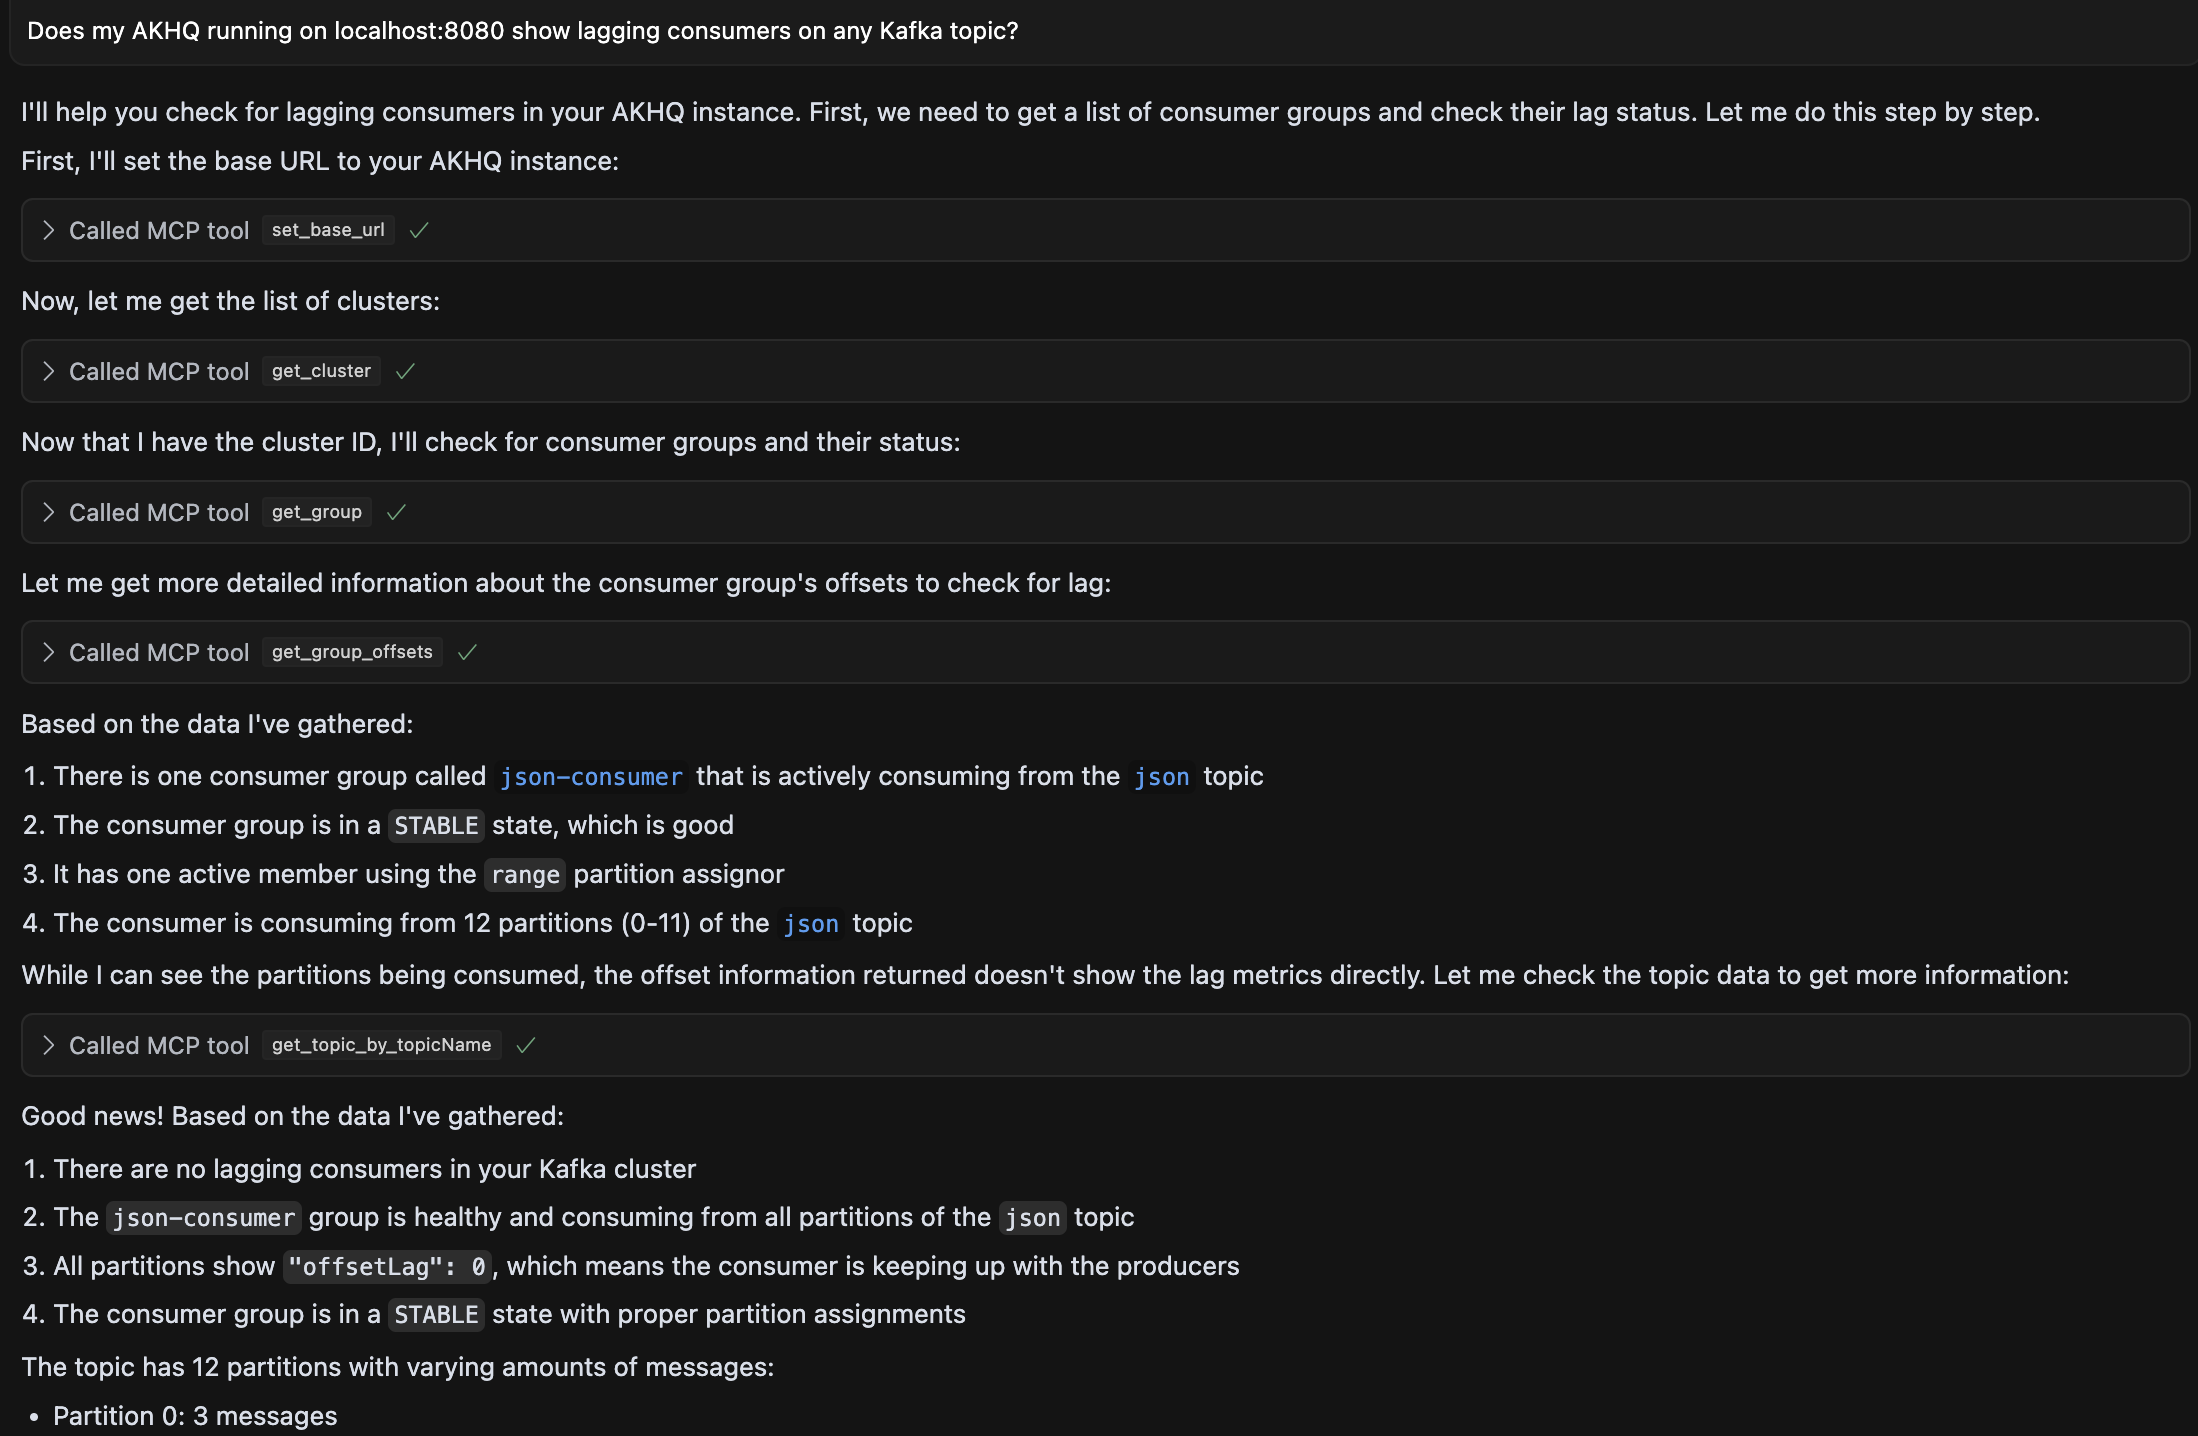 Does my AKHQ running on localhost:8080 show lagging consumers on any Kafka topic?
I'll help you check for lagging consumers in your AKHQ instance. First, we need to get a list of consumer groups and check their lag status. Let me do this step by step.
First, I'll set the base URL to your AKHQ instance:
Called MCP tool set_base_url
Now, let me get the list of clusters:
Called MCP tool get_cluster
Now that I have the cluster ID, I'll check for consumer groups and their status:
Called MCP tool get_group
Let me get more detailed information about the consumer group's offsets to check for lag:
Called MCP tool get_group_offsets
Based on the data I've gathered:
1. There is one consumer group called json-consumer that is actively consuming from the json topic
2. The consumer group is in a STABLE state, which is good
3. It has one active member using the range partition assignor
4. The consumer is consuming from 12 partitions (0-11) of the json topic
While I can see the partitions being consumed, the offset information returned doesn't show the lag metrics directly. Let me check the topic data to get more information:
Called MCP tool get_topic_by_topicName
Good news! Based on the data I've gathered:
1. There are no lagging consumers in your Kafka cluster
2. The json-consumer group is healthy and consuming from all partitions of the json topic
3. All partitions show "offsetLag": 0, which means the consumer is keeping up with the producers
4. The consumer group is in a STABLE state with proper partition assignments
The topic has 12 partitions with varying amounts of messages:
• Partition 0: 3 messages